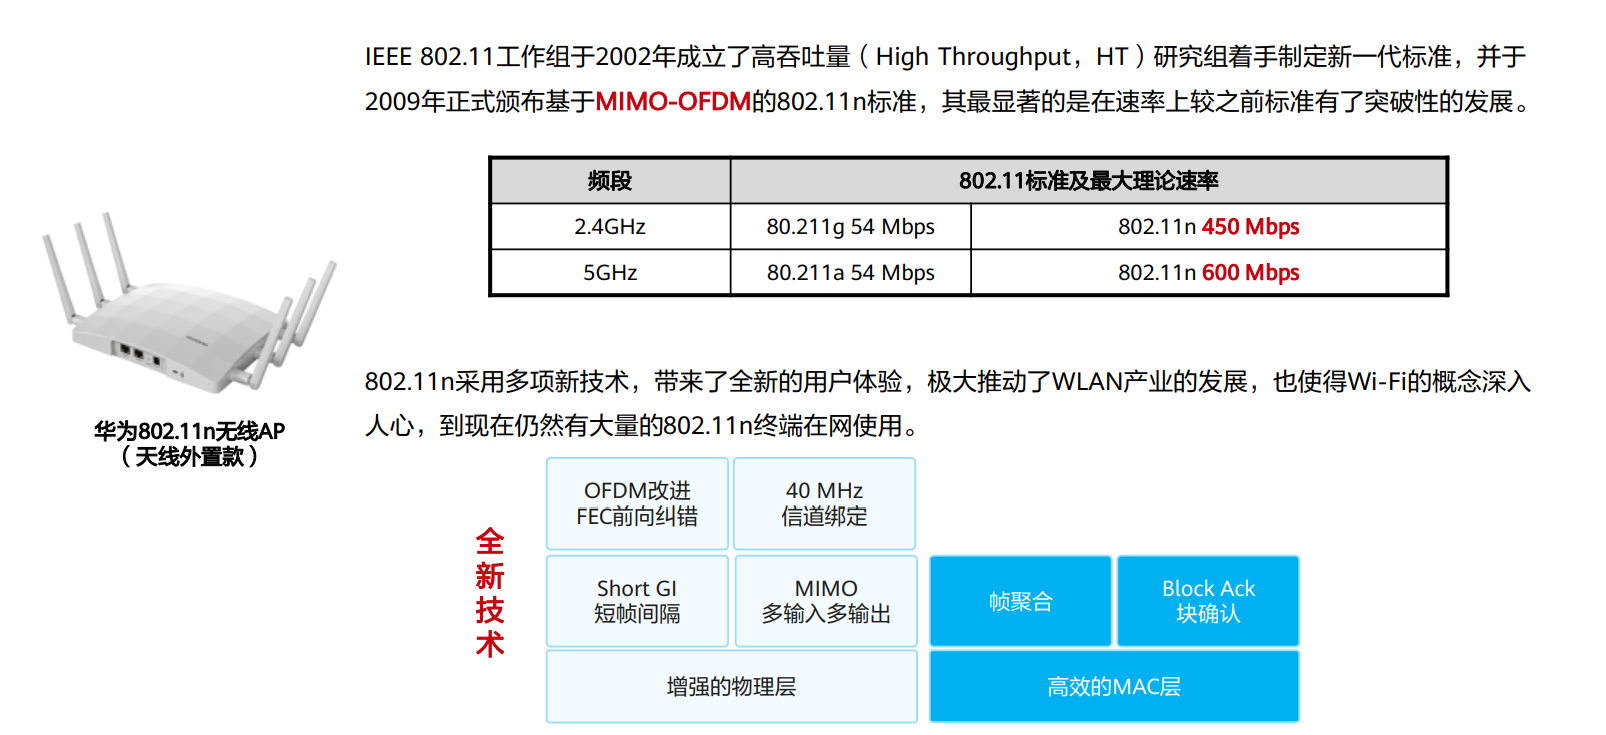 IEEE 802.11工作组于2002年成立了高吞吐量（High Throughput，HT）研究组着手制定新一代标准，并于
2009年正式颁布基于MIMO-OFDM的802.11n标准，其最显著的是在速率上较之前标准有了突破性的发展。
频段 802.11标准及最大理论速率
2.4GHz 80.211g 54 Mbps 802.11n 450 Mbps
5GHz 80.211a 54 Mbps 802.11n 600 Mbps
华为802.11n无线AP
（天线外置款）
802.11n采用多项新技术，带来了全新的用户体验，极大推动了WLAN产业的发展，也使得Wi-Fi的概念深入
人心，到现在仍然有大量的802.11n终端在网使用。
全新技术
OFDM改进
FEC前向纠错
40 MHz
信道绑定
Short GI
短帧间隔
MIMO
多输入多输出
帧聚合
Block Ack
块确认
增强的物理层
高效的MAC层